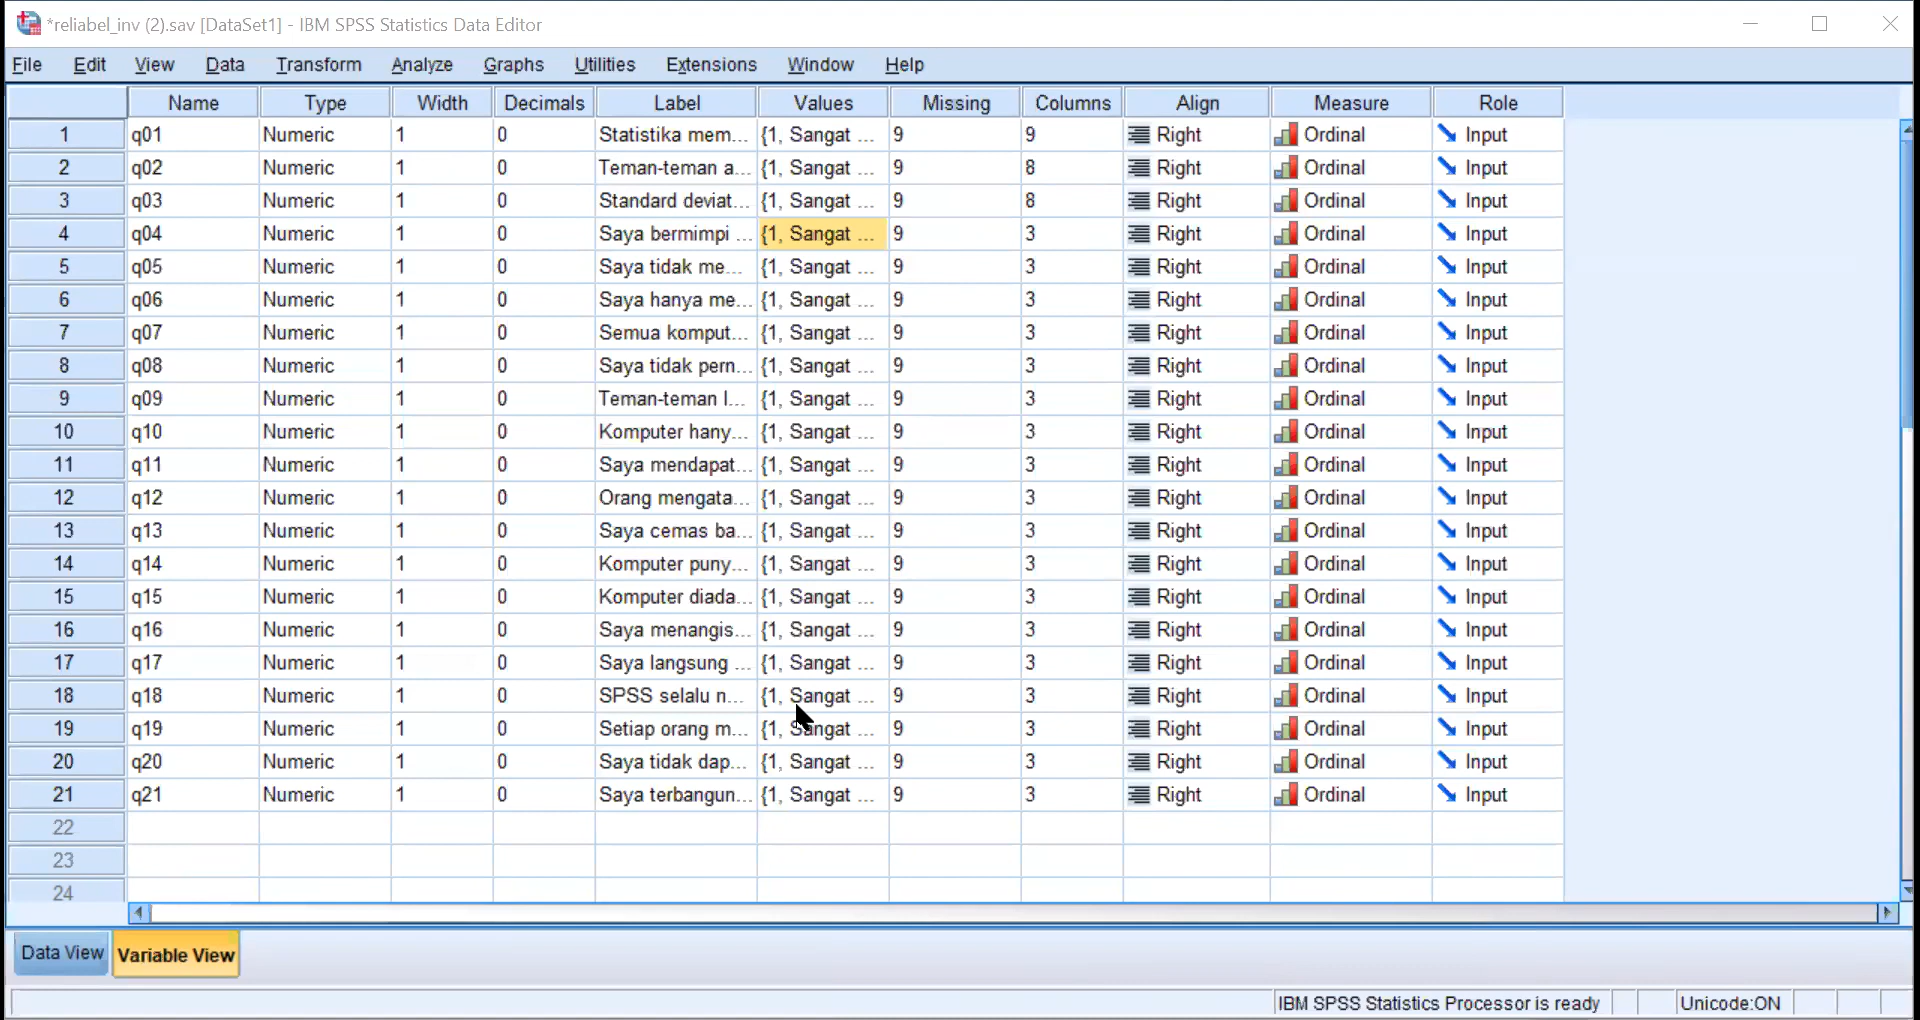 *reliabel_inv (2).sav [DataSet1] - IBM SPSS Statistics Data Editor
File Edit View Data Transform Analyze Graphs Utilities Extensions Window Help
Name Type Width Decimals Label Values Missing Columns Align Measure Role
1 q01 Numeric 1 0 Statistika mem... {1, Sangat ... 9 9 Right Ordinal Input
2 q02 Numeric 1 0 Teman-teman a... {1, Sangat ... 9 8 Right Ordinal Input
3 q03 Numeric 1 0 Standard deviat... {1, Sangat ... 9 8 Right Ordinal Input
4 q04 Numeric 1 0 Saya bermimpi ... {1, Sangat ... 9 3 Right Ordinal Input
5 q05 Numeric 1 0 Saya tidak me... {1, Sangat ... 9 3 Right Ordinal Input
6 q06 Numeric 1 0 Saya hanya me... {1, Sangat ... 9 3 Right Ordinal Input
7 q07 Numeric 1 0 Semua komput... {1, Sangat ... 9 3 Right Ordinal Input
8 q08 Numeric 1 0 Saya tidak pern... {1, Sangat ... 9 3 Right Ordinal Input
9 q09 Numeric 1 0 Teman-teman l... {1, Sangat ... 9 3 Right Ordinal Input
10 q10 Numeric 1 0 Komputer hany... {1, Sangat ... 9 3 Right Ordinal Input
11 q11 Numeric 1 0 Saya mendapat... {1, Sangat ... 9 3 Right Ordinal Input
12 q12 Numeric 1 0 Orang mengata... {1, Sangat ... 9 3 Right Ordinal Input
13 q13 Numeric 1 0 Saya cemas ba... {1, Sangat ... 9 3 Right Ordinal Input
14 q14 Numeric 1 0 Komputer puny... {1, Sangat ... 9 3 Right Ordinal Input
15 q15 Numeric 1 0 Komputer diada... {1, Sangat ... 9 3 Right Ordinal Input
16 q16 Numeric 1 0 Saya menangis... {1, Sangat ... 9 3 Right Ordinal Input
17 q17 Numeric 1 0 Saya langsung ... {1, Sangat ... 9 3 Right Ordinal Input
18 q18 Numeric 1 0 SPSS selalu n... {1, Sangat ... 9 3 Right Ordinal Input
19 q19 Numeric 1 0 Setiap orang m... {1, Sangat ... 9 3 Right Ordinal Input
20 q20 Numeric 1 0 Saya tidak dap... {1, Sangat ... 9 3 Right Ordinal Input
21 q21 Numeric 1 0 Saya terbangun... {1, Sangat ... 9 3 Right Ordinal Input
22
23
24
Data View Variable View
IBM SPSS Statistics Processor is ready Unicode:ON